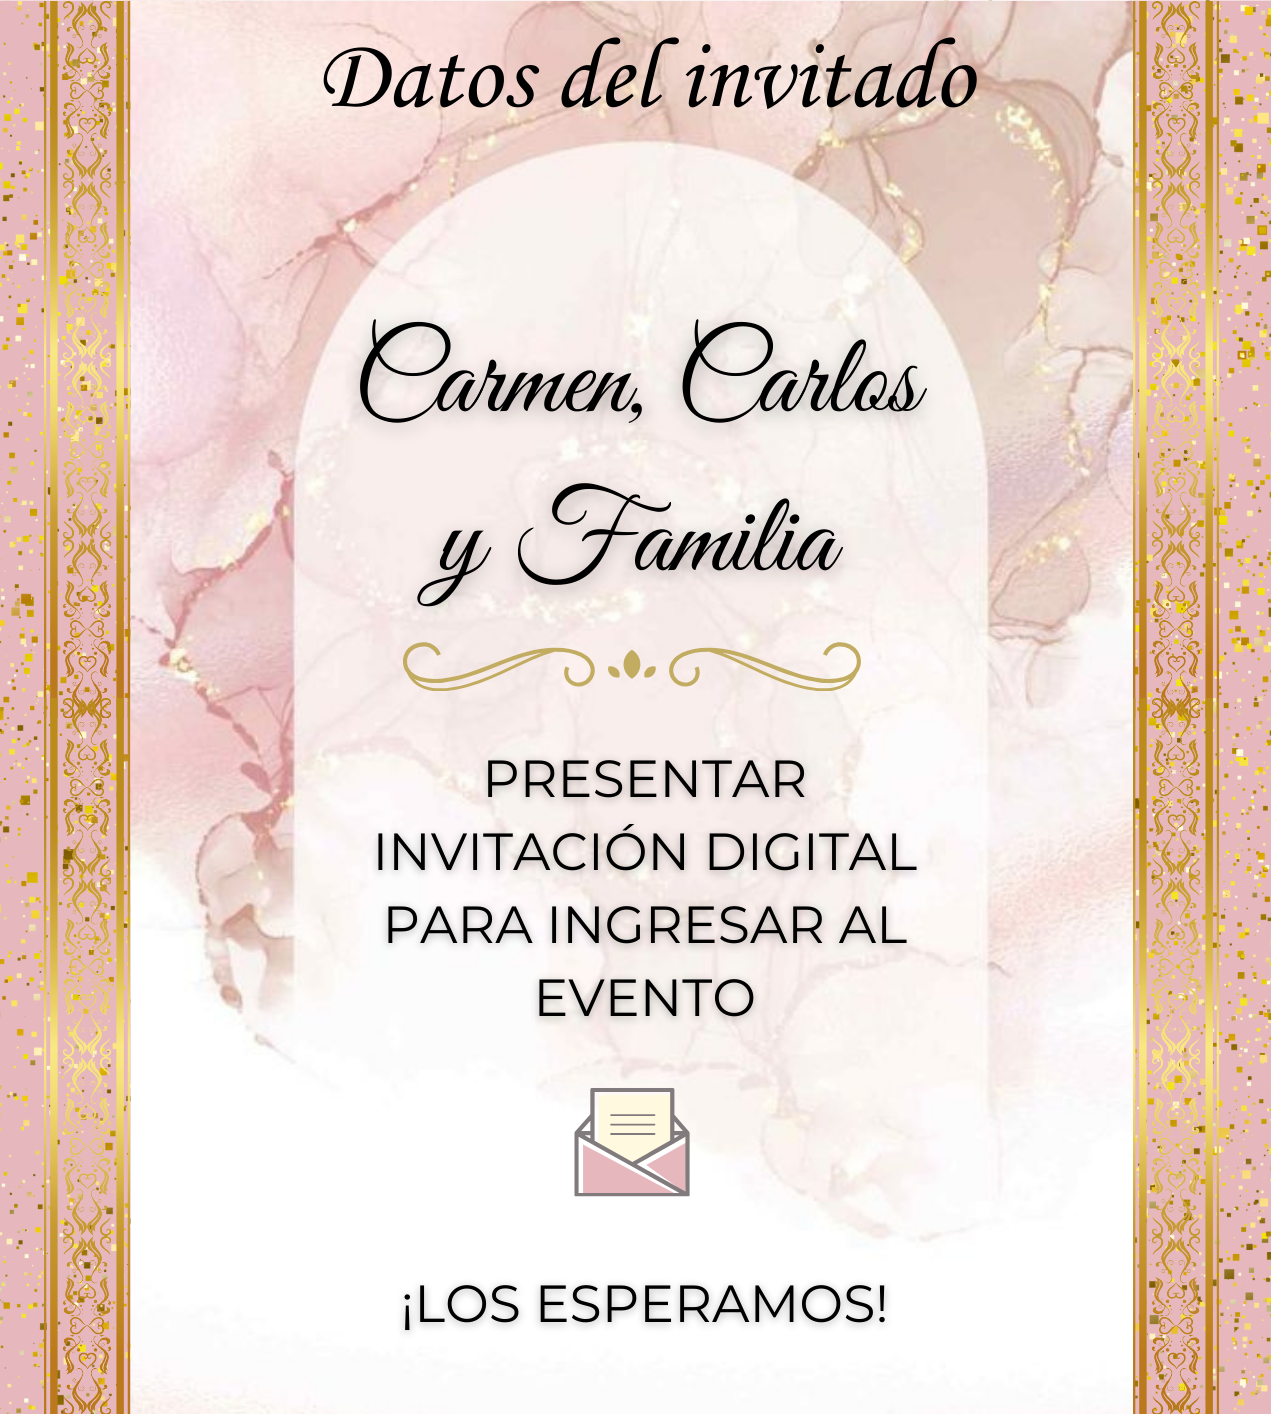 Datos del invitado
Carmen, Carlos
y Familia
PRESENTAR
INVITACIÓN DIGITAL
PARA INGRESAR AL
EVENTO
¡LOS ESPERAMOS!